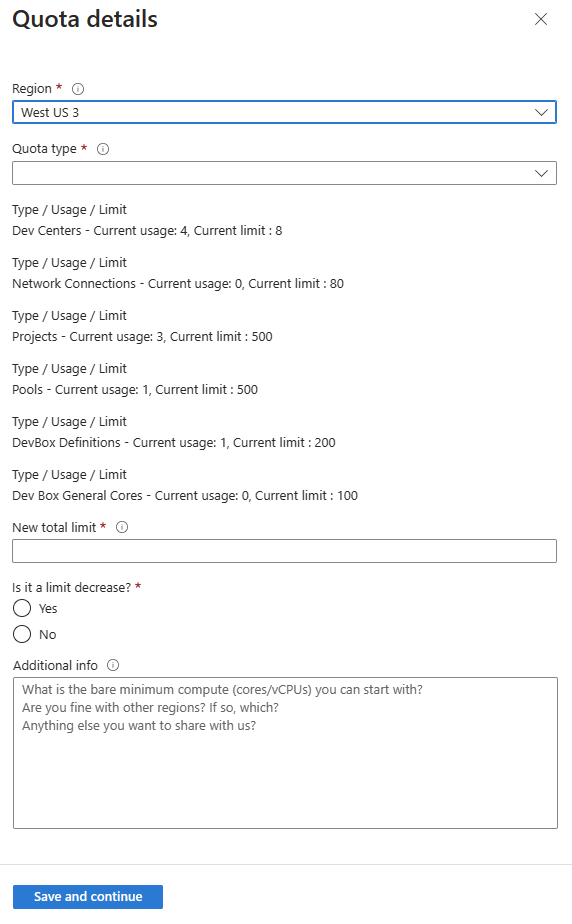 Quota details
Region *
West US 3
Quota type *
Type / Usage / Limit
Dev Centers - Current usage: 4, Current limit : 8
Type / Usage / Limit
Network Connections - Current usage: 0, Current limit : 80
Type / Usage / Limit
Projects - Current usage: 3, Current limit : 500
Type / Usage / Limit
Pools - Current usage: 1, Current limit : 500
Type / Usage / Limit
DevBox Definitions - Current usage: 1, Current limit : 200
Type / Usage / Limit
Dev Box General Cores - Current usage: 0, Current limit : 100
New total limit *
Is it a limit decrease? *
Yes
No
Additional info
What is the bare minimum compute (cores/vCPUs) you can start with?
Are you fine with other regions? If so, which?
Anything else you want to share with us?
Save and continue